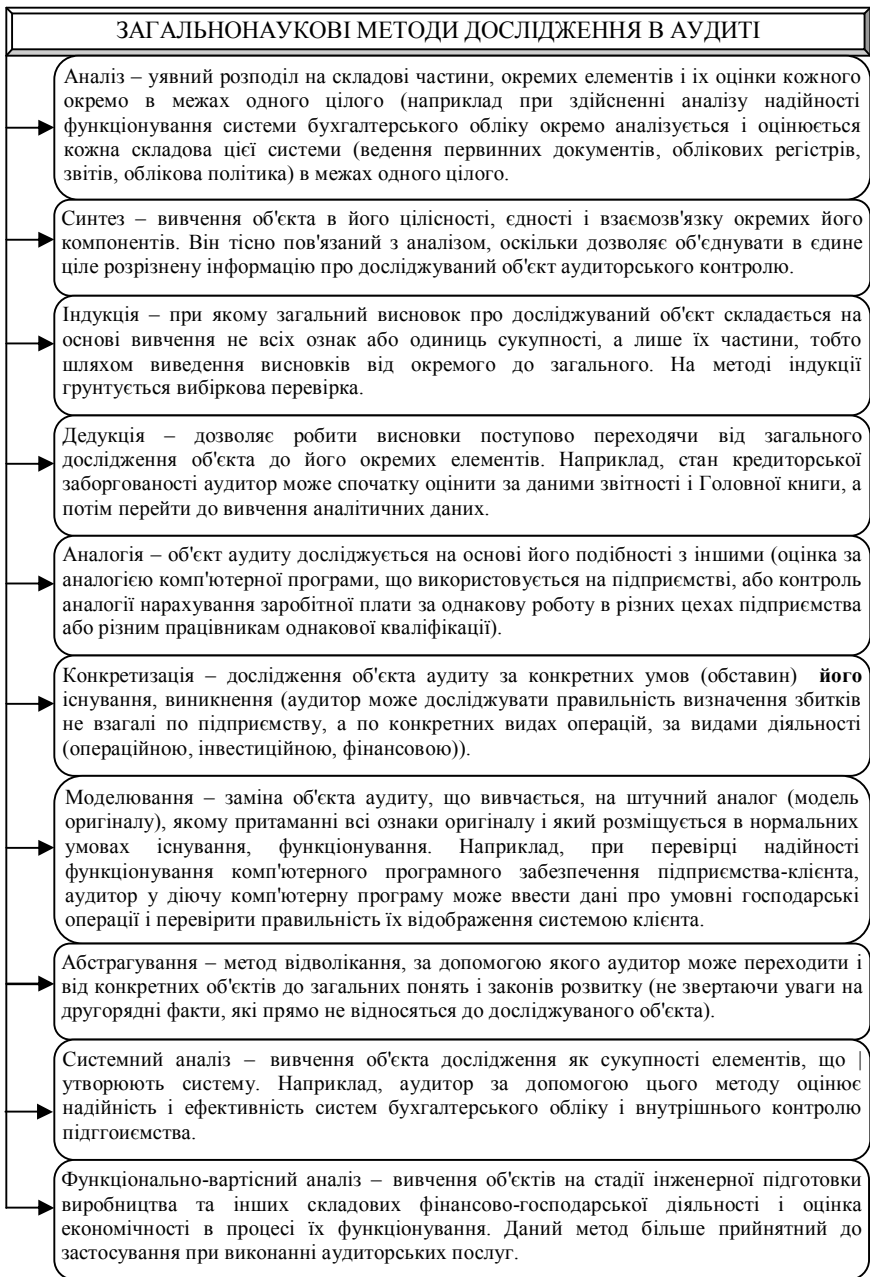 ЗАГАЛЬНОНАУКОВІ МЕТОДИ ДОСЛІДЖЕННЯ В АУДИТІ
Аналіз – уявний розподіл на складові частини, окремих елементів і їх оцінки кожного
окремо в межах одного цілого (наприклад при здійсненні аналізу надійності
функціонування системи бухгалтерського обліку окремо аналізується і оцінюється
кожна складова цієї системи (ведення первинних документів, облікових регістрів,
звітів, облікова політика) в межах одного цілого.
Синтез – вивчення об'єкта в його цілісності, єдності і взаємозв'язку окремих його
компонентів. Він тісно пов'язаний з аналізом, оскільки дозволяє об'єднувати в єдине
ціле розрізнену інформацію про досліджуваний об'єкт аудиторського контролю.
Індукція – при якому загальний висновок про досліджуваний об'єкт складається на
основі вивчення не всіх ознак або одиниць сукупності, а лише їх частини, тобто
шляхом виведення висновків від окремого до загального. На методі індукції
грунтується вибіркова перевірка.
Дедукція – дозволяє робити висновки поступово переходячи від загального
дослідження об'єкта до його окремих елементів. Наприклад, стан кредиторської
заборгованості аудитор може спочатку оцінити за даними звітності і Головної книги, а
потім перейти до вивчення аналітичних даних.
Аналогія – об'єкт аудиту досліджується на основі його подібності з іншими (оцінка за
аналогією комп'ютерної програми, що використовується на підприємстві, або контроль
аналогії нарахування заробітної плати за однакову роботу в різних цехах підприємства
або різним працівникам однакової кваліфікації).
Конкретизація – дослідження об'єкта аудиту за конкретних умов (обставин) його
існування, виникнення (аудитор може досліджувати правильність визначення збитків
не взагалі по підприємству, а по конкретних видах операцій, за видами діяльності
(операційною, інвестиційною, фінансовою)).
Моделювання – заміна об'єкта аудиту, що вивчається, на штучний аналог (модель
оригіналу), якому притаманні всі ознаки оригіналу і який розміщується в нормальних
умовах існування, функціонування. Наприклад, при перевірці надійності
функціонування комп'ютерного програмного забезпечення підприємства-клієнта,
аудитор у діючу комп'ютерну програму може ввести дані про умовні господарські
операції і перевірити правильність їх відображення системою клієнта.
Абстрагування – метод відволікання, за допомогою якого аудитор може переходити і
від конкретних об'єктів до загальних понять і законів розвитку (не звертаючи уваги на
другорядні факти, які прямо не відносяться до досліджуваного об'єкта).
Системний аналіз – вивчення об'єкта дослідження як сукупності елементів, що |
утворюють систему. Наприклад, аудитор за допомогою цього методу оцінює
надійність і ефективність систем бухгалтерського обліку і внутрішнього контролю
підггоиємства.
Функціонально-вартісний аналіз – вивчення об'єктів на стадії інженерної підготовки
виробництва та інших складових фінансово-господарської діяльності і оцінка
економічності в процесі їх функціонування. Даний метод більше прийнятний до
застосування при виконанні аудиторських послуг.